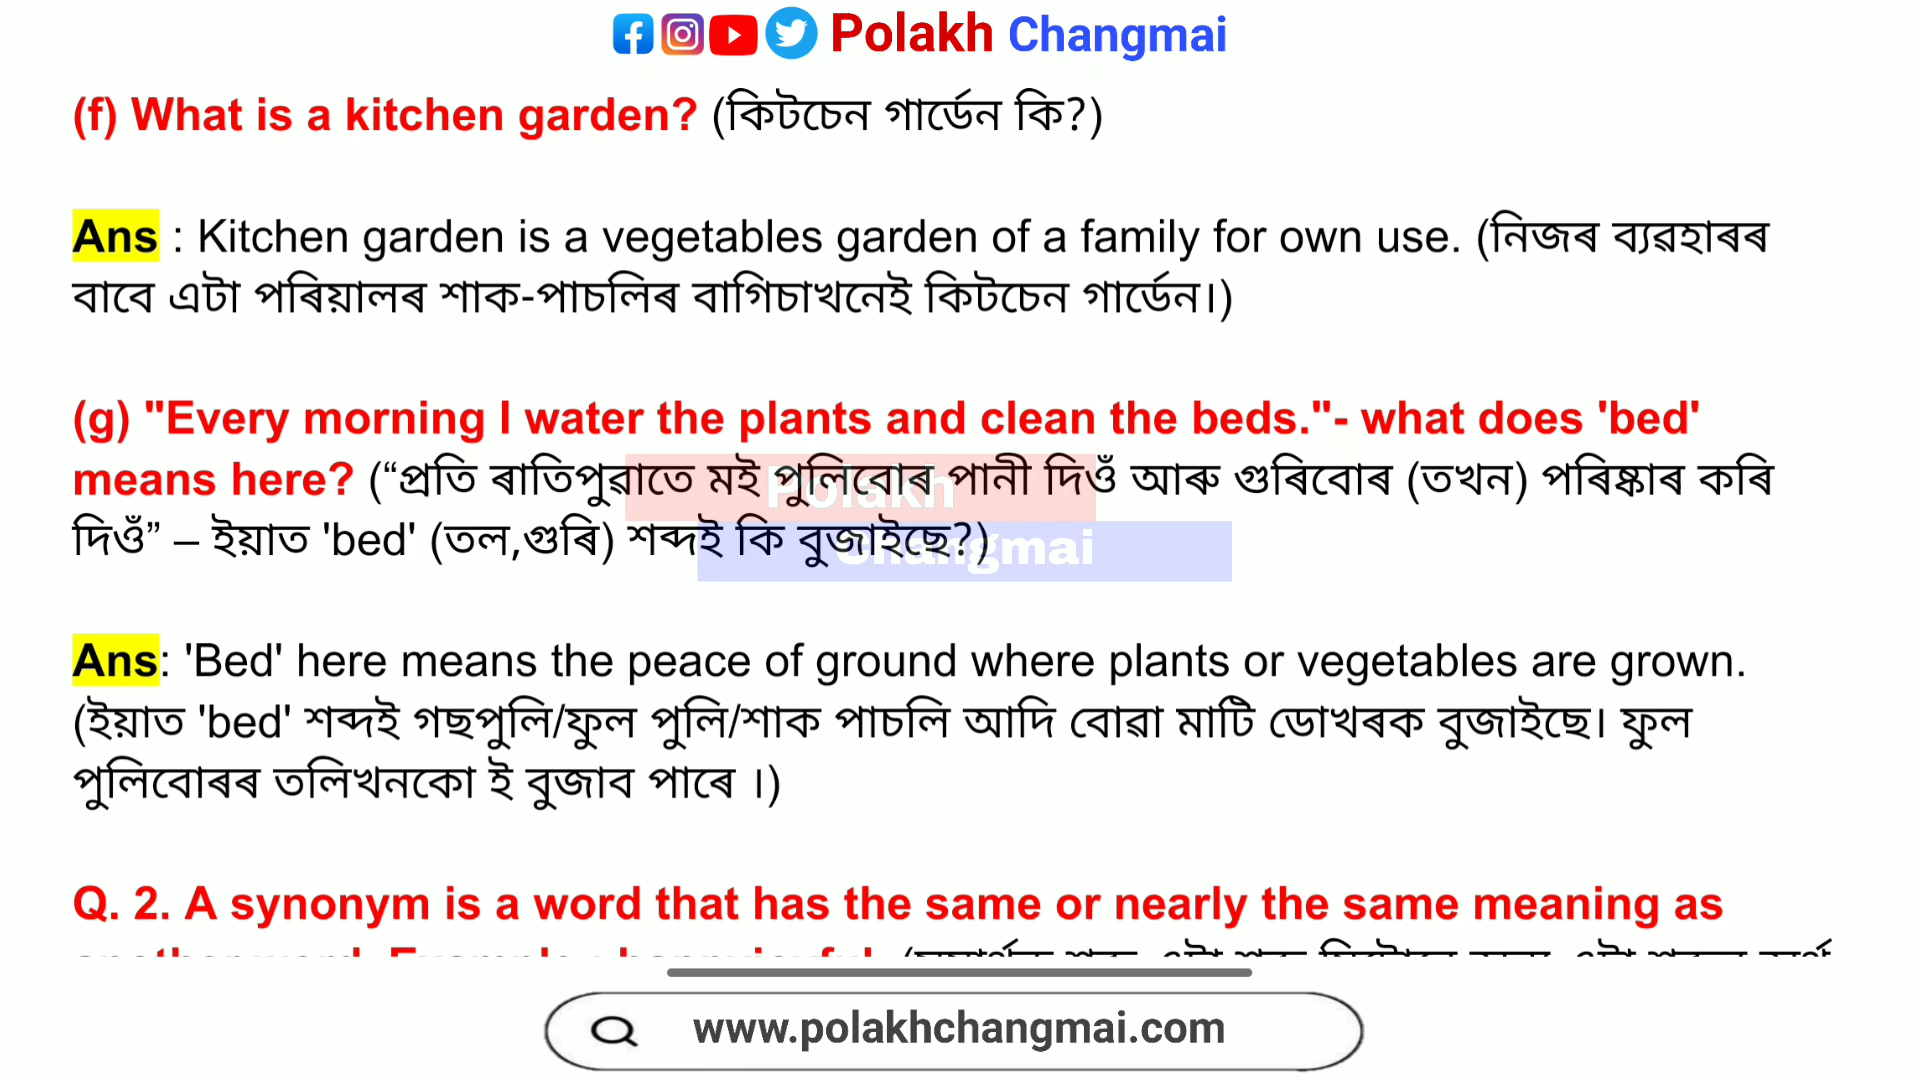 Polakh Changmai
(f) What is a kitchen garden? (কিটচেন গাৰ্ডেন কি?)
Ans : Kitchen garden is a vegetables garden of a family for own use. (নিজৰ ব্যৱহাৰৰ
বাবে এটা পৰিয়ালৰ শাক-পাচলিৰ বাগিচাখনেই কিটচেন গাৰ্ডেন।)
(g) "Every morning I water the plants and clean the beds."- what does 'bed'
means here? (“প্ৰতি ৰাতিপুৱাতে মই পুলিবোৰ পানী দিওঁ আৰু গুৰিবোৰ (তখন) পৰিষ্কাৰ কৰি
দিওঁ” – ইয়াত 'bed' (তল,গুৰি) শব্দই কি বুজাইছে?)
Polakh
Changmai
Ans: 'Bed' here means the peace of ground where plants or vegetables are grown.
(ইয়াত 'bed' শব্দই গছপুলি/ফুল পুলি/শাক পাচলি আদি বোৱা মাটি ডোখৰক বুজাইছে। ফুল
পুলিবোৰৰ তলিখনকো ই বুজাব পাৰে ।)
Q. 2. A synonym is a word that has the same or nearly the same meaning as
www.polakhchangmai.com